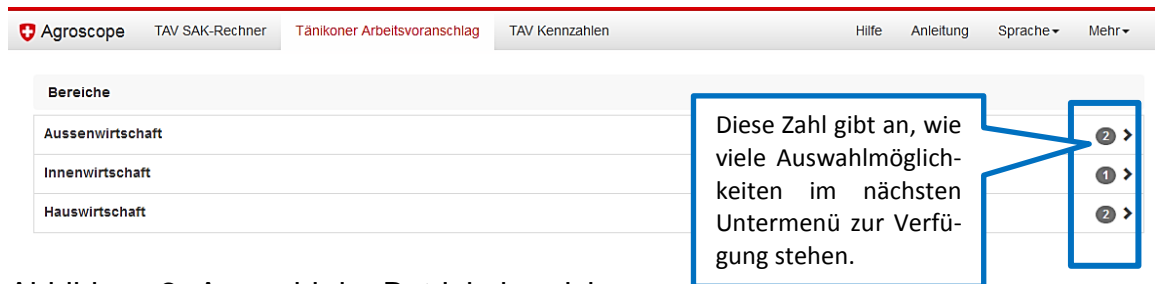 Agroscope TAV SAK-Rechner Tänikoner Arbeitsvoranschlag TAV Kennzahlen Hilfe Anleitung Sprache Mehr
Bereiche
Aussenwirtschaft 2
Innenwirtschaft 1
Hauswirtschaft 2
Diese Zahl gibt an, wie
viele Auswahlmöglich-
keiten im nächsten
Untermenü zur Verfü-
gung stehen.